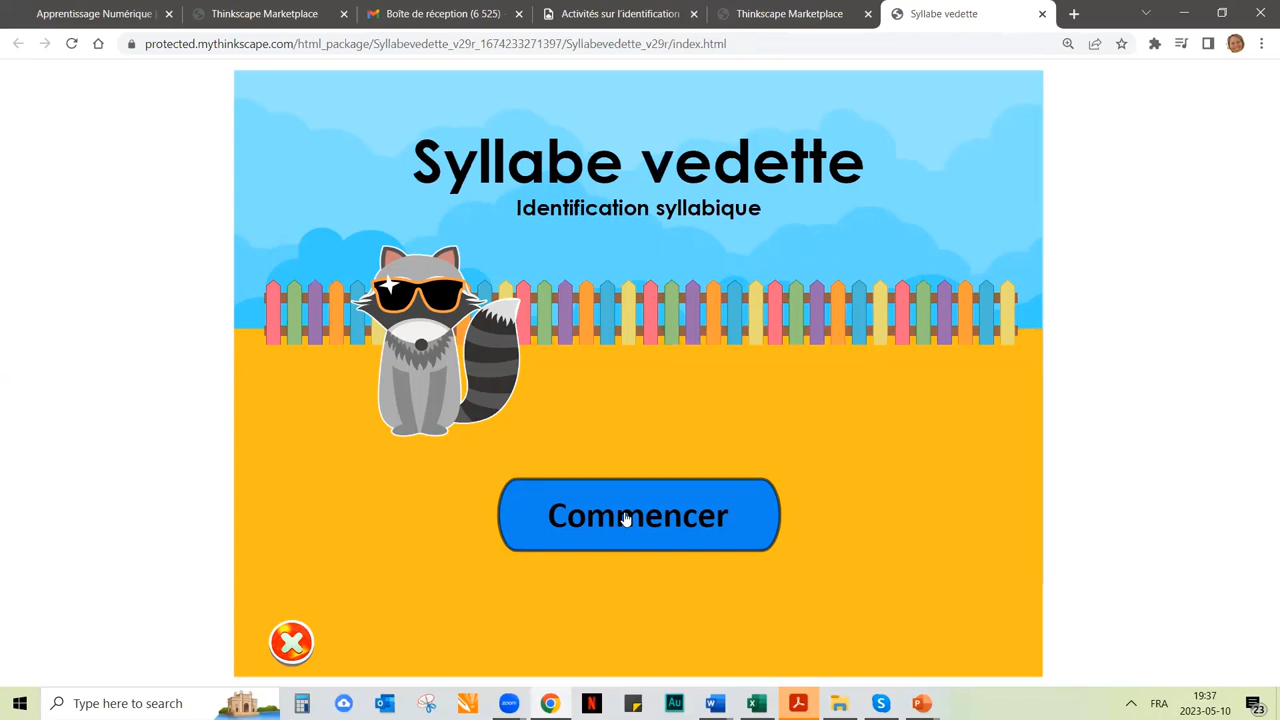 Apprentissage Numérique |
Thinkscape Marketplace
Boîte de réception (6 525) -
Activités sur l'identification
Thinkscape Marketplace
Syllabe vedette
protected.mythinkscape.com/html_package/Syllabevedette_v29r_1674233271397/Syllabevedette_v29r/index.html
Syllabe vedette
Identification syllabique
Commencer
Type here to search
FRA
19:37
2023-05-10
23